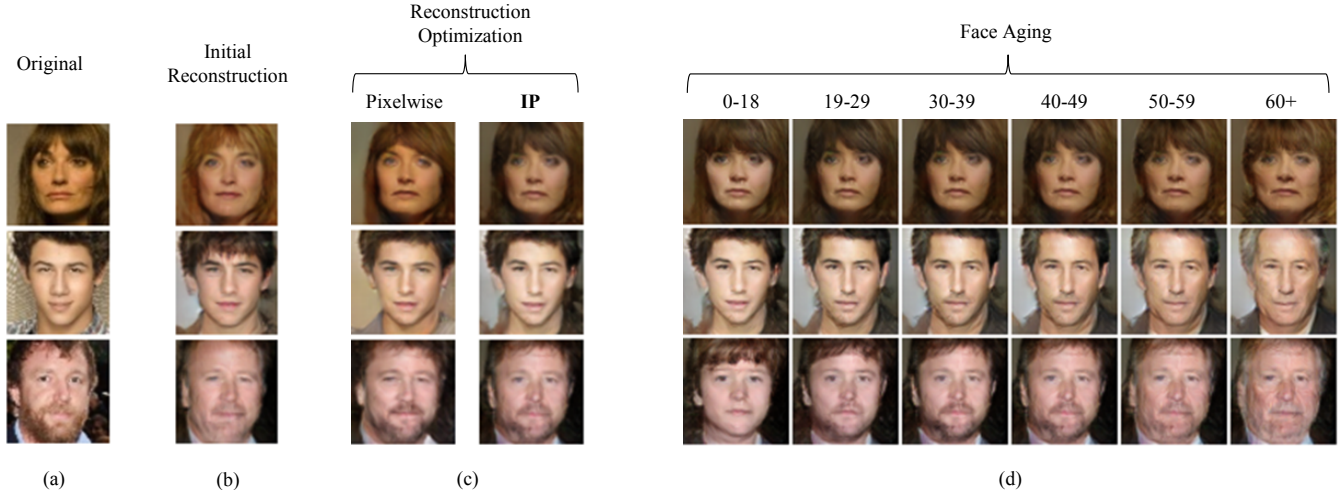 Original
Initial
Reconstruction
Reconstruction
Optimization
Pixelwise
IP
Face Aging
0-18
19-29
30-39
40-49
50-59
60+
(a)
(b)
(c)
(d)